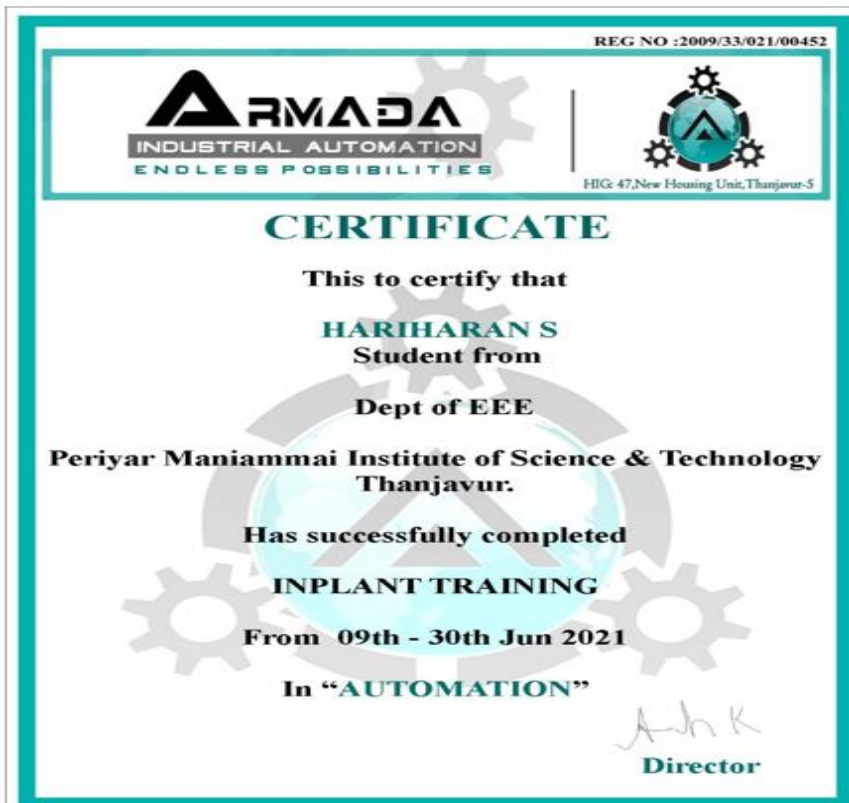 REG NO :2009/33/021/00452
ARMADA
INDUSTRIAL AUTOMATION
ENDLESS POSSIBILITIES
HIG: 47,New Housing Unit,Thanjavur-5
CERTIFICATE
This to certify that
HARIHARAN S
Student from
Dept of EEE
Periyar Maniammai Institute of Science & Technology
Thanjavur.
Has successfully completed
INPLANT TRAINING
From 09th - 30th Jun 2021
In “AUTOMATION”
Director